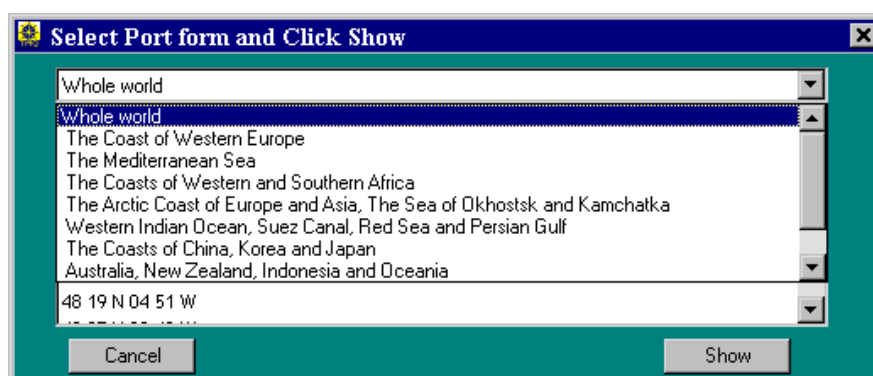 Select Port form and Click Show
Whole world
Whole world
The Coast of Western Europe
The Mediterranean Sea
The Coasts of Western and Southern Africa
The Arctic Coast of Europe and Asia, The Sea of Okhostsk and Kamchatka
Western Indian Ocean, Suez Canal, Red Sea and Persian Gulf
The Coasts of China, Korea and Japan
Australia, New Zealand, Indonesia and Oceania
48 19 N 04 51 W
Cancel
Show